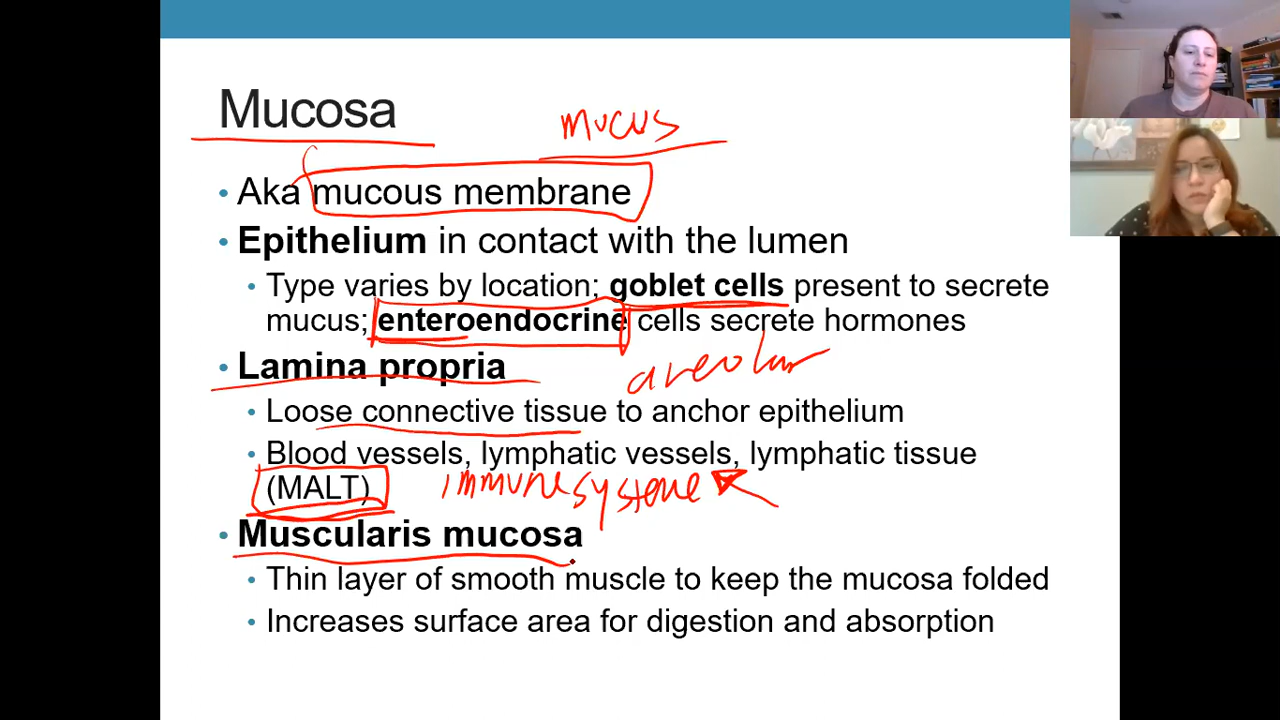 Mucosa
mucus
• Aka mucous membrane
• Epithelium in contact with the lumen
• Type varies by location; goblet cells present to secrete
mucus; enteroendocrine cells secrete hormones
• Lamina propria
areolar
• Loose connective tissue to anchor epithelium
• Blood vessels, lymphatic vessels, lymphatic tissue
(MALT) immune system
• Muscularis mucosa
• Thin layer of smooth muscle to keep the mucosa folded
• Increases surface area for digestion and absorption